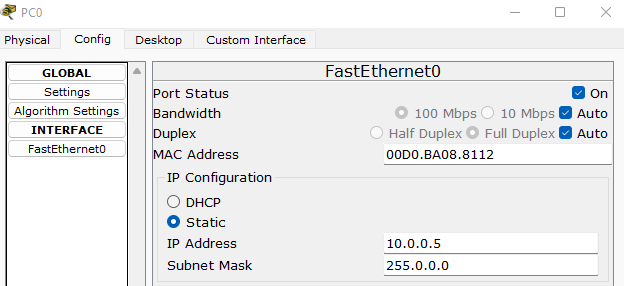 PC0
Physical Config Desktop Custom Interface
GLOBAL
Settings
Algorithm Settings
INTERFACE
FastEthernet0
FastEthernet0
Port Status On
Bandwidth 100 Mbps 10 Mbps Auto
Duplex Half Duplex Full Duplex Auto
MAC Address 00D0.BA08.8112
IP Configuration
DHCP
Static
IP Address 10.0.0.5
Subnet Mask 255.0.0.0